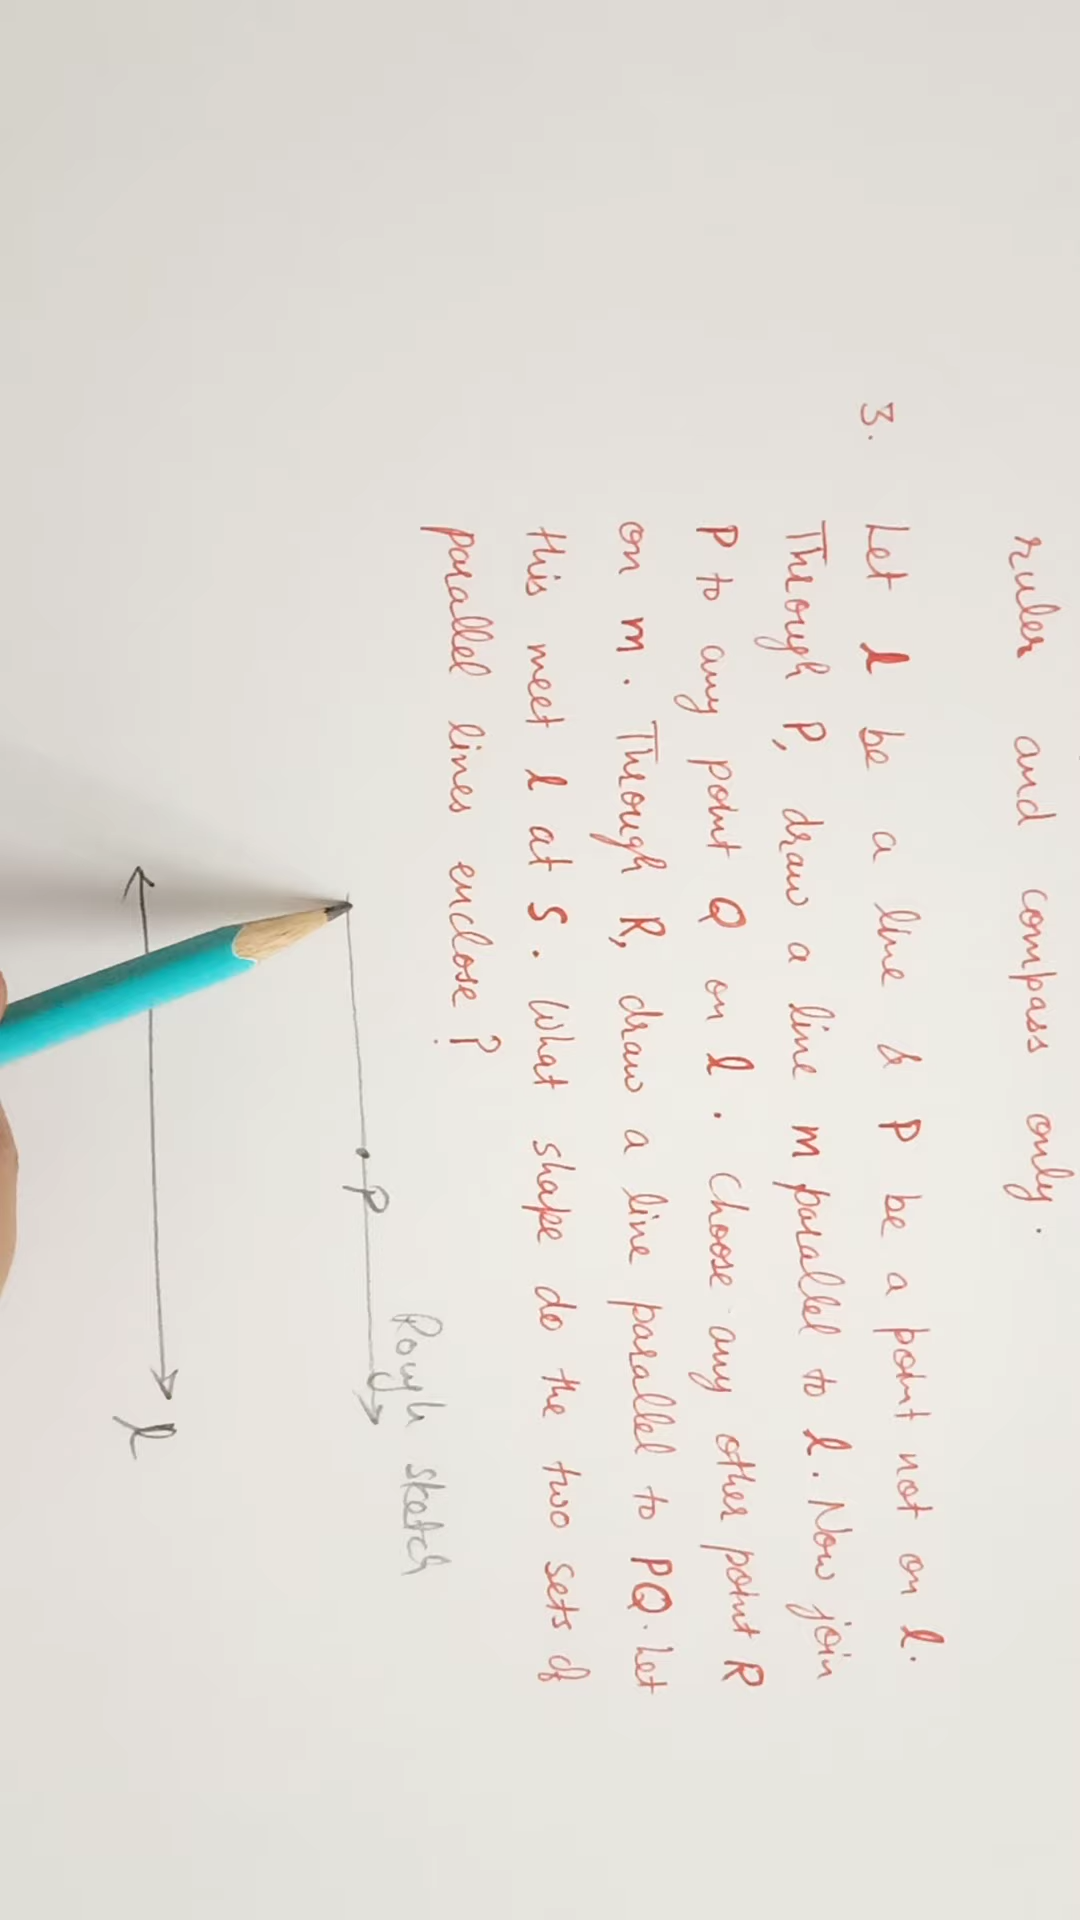 ruler and compass only.
3. Let l be a line & P be a point not on l.
Through P, draw a line m parallel to l. Now join
P to any point Q on l. Choose any other point R
on m. Through R, draw a line parallel to PQ. Let
this meet l at S. What shape do the two sets of
parallel lines enclose?
Rough sketch
P
l